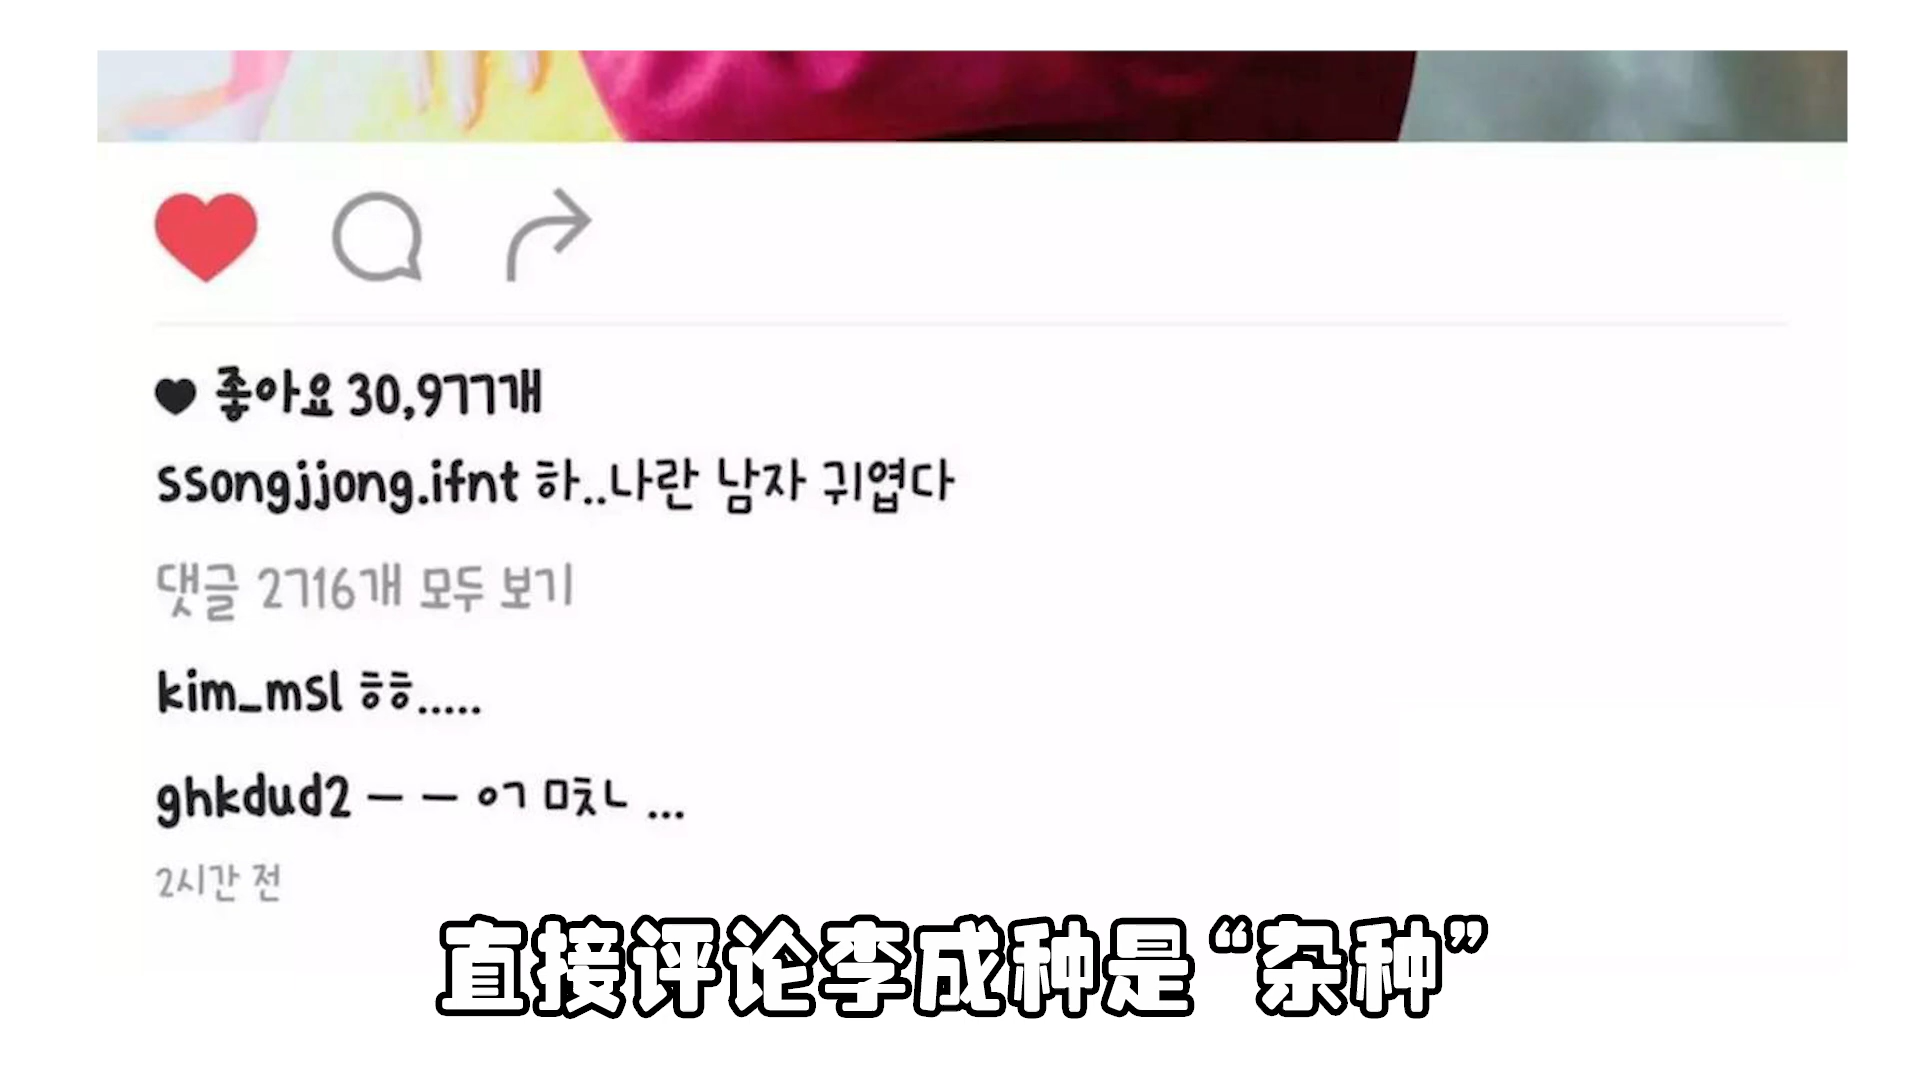 좋아요 30,977개
ssongjjong.ifnt 하..나란 남자 귀엽다
댓글 2716개 모두 보기
kim_msl ㅎㅎ.....
ghkdud2 ㅡ ㅡ ㅇㄱ ㅁㅊㄴ ...
2시간 전
直接评论李成种是“杂种”